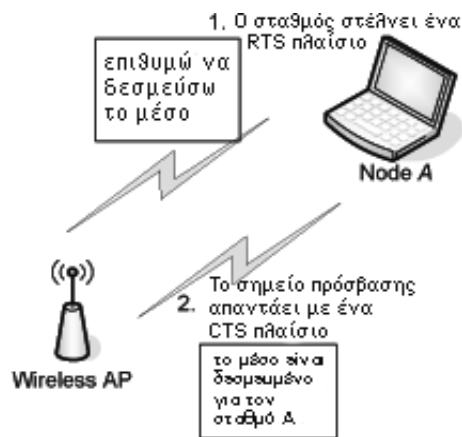 1. Ο σταθμός στέλνει ένα
RTS πλαίσιο
επιθυμώ να
δεσμεύσω
το μέσο
Node A
Το σημείο πρόσβασης
2. απαντάει με ένα
CTS πλαίσιο
Wireless AP
το μέσο είναι
δεσμευμένο
για τον
σταθμό Α